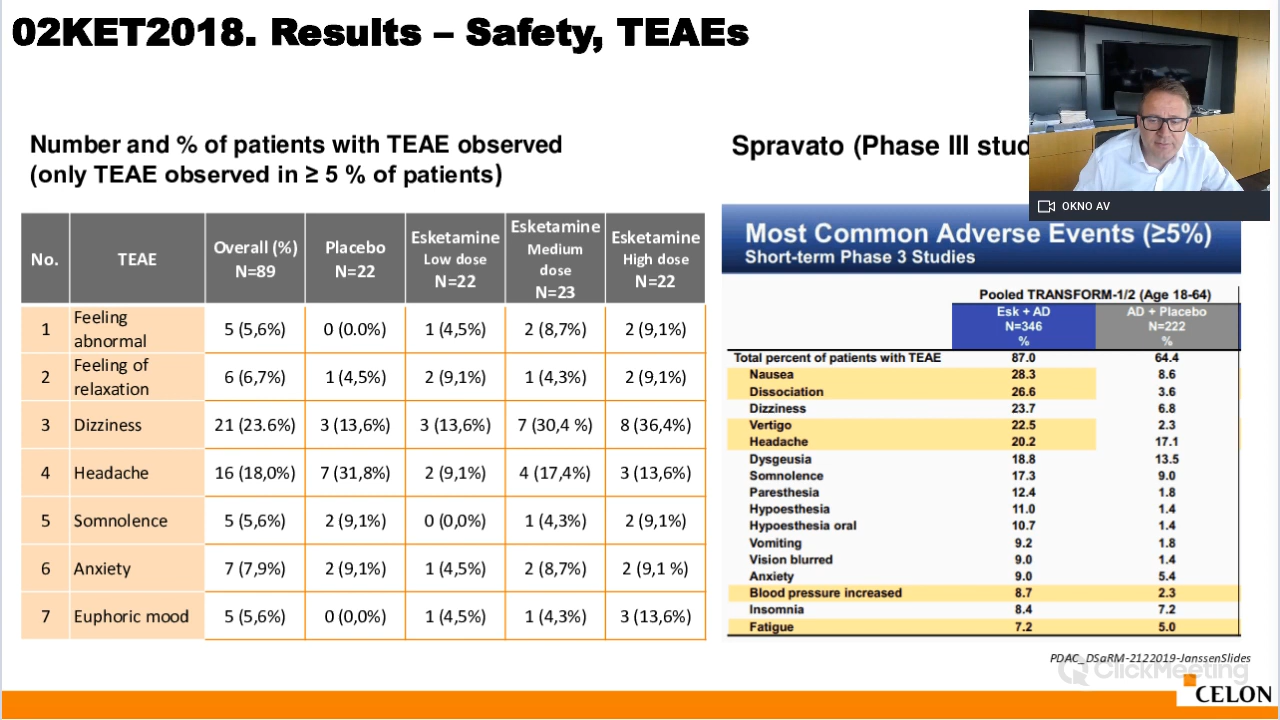 02KET2018. Results – Safety, TEAEs
Number and % of patients with TEAE observed
(only TEAE observed in ≥ 5 % of patients)
No. TEAE Overall (%) N=89 Placebo N=22 Esketamine Low dose N=22 Esketamine Medium dose N=23 Esketamine High dose N=22
1 Feeling abnormal 5 (5,6%) 0 (0.0%) 1 (4,5%) 2 (8,7%) 2 (9,1%)
2 Feeling of relaxation 6 (6,7%) 1 (4,5%) 2 (9,1%) 1 (4,3%) 2 (9,1%)
3 Dizziness 21 (23.6%) 3 (13,6%) 3 (13,6%) 7 (30,4 %) 8 (36,4%)
4 Headache 16 (18,0%) 7 (31,8%) 2 (9,1%) 4 (17,4%) 3 (13,6%)
5 Somnolence 5 (5,6%) 2 (9,1%) 0 (0,0%) 1 (4,3%) 2 (9,1%)
6 Anxiety 7 (7,9%) 2 (9,1%) 1 (4,5%) 2 (8,7%) 2 (9,1 %)
7 Euphoric mood 5 (5,6%) 0 (0,0%) 1 (4,5%) 1 (4,3%) 3 (13,6%)
Spravato (Phase III
OKNO AV
Most Common Adverse Events (≥5%)
Short-term Phase 3 Studies
Pooled TRANSFORM-1/2 (Age 18-64)
Esk + AD N=346 % AD + Placebo N=222 %
Total percent of patients with TEAE 87.0 64.4
Nausea 28.3 8.6
Dissociation 26.6 3.6
Dizziness 23.7 6.8
Vertigo 22.5 2.3
Headache 20.2 17.1
Dysgeusia 18.8 13.5
Somnolence 17.3 9.0
Paresthesia 12.4 1.8
Hypoesthesia 11.0 1.4
Hypoesthesia oral 10.7 1.4
Vomiting 9.2 1.8
Vision blurred 9.0 1.4
Anxiety 9.0 5.4
Blood pressure increased 8.7 2.3
Insomnia 8.4 7.2
Fatigue 7.2 5.0
PDAC_DSaRM-2122019-JanssenSlides
ClickMeeting
CELON